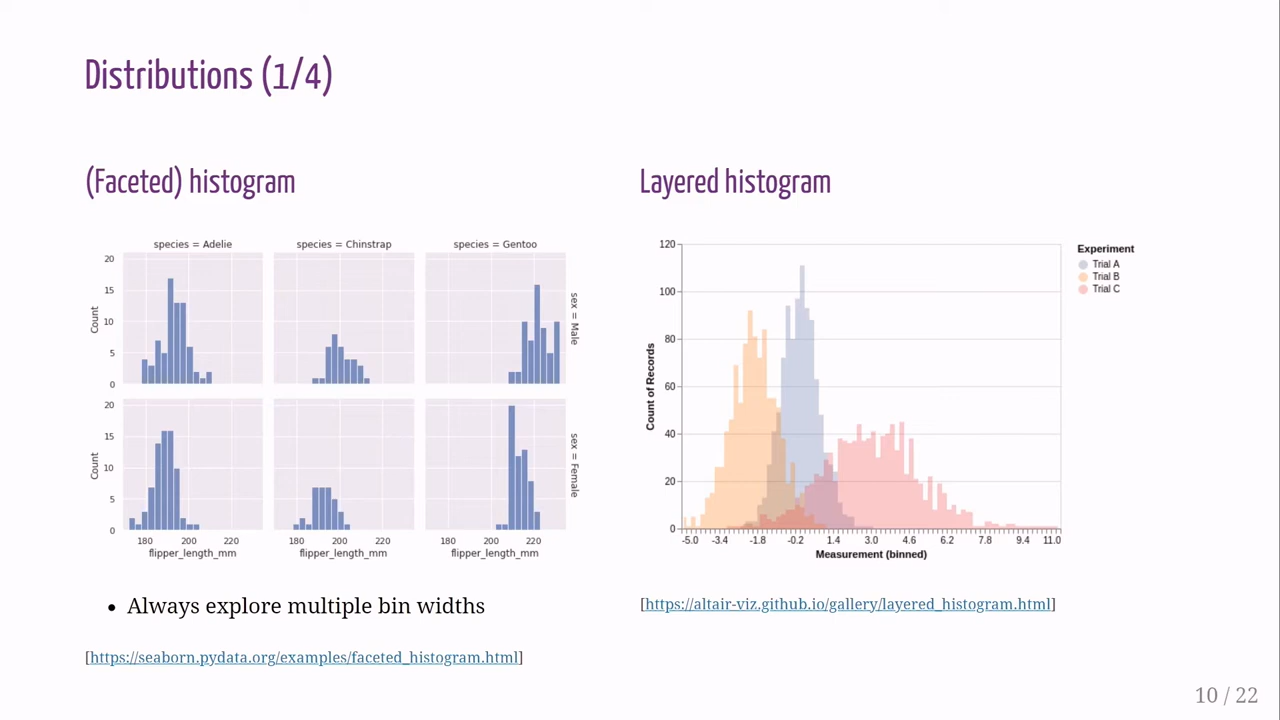 Distributions (1/4)
(Faceted) histogram
species = Adelie
species = Chinstrap
species = Gentoo
20
15
10
5
0
Count
sex = Male
20
15
10
5
0
Count
sex = Female
180
200
220
flipper_length_mm
180
200
220
flipper_length_mm
180
200
220
flipper_length_mm
• Always explore multiple bin widths
[https://seaborn.pydata.org/examples/faceted_histogram.html]
Layered histogram
120
100
80
60
40
20
0
Count of Records
-5.0
-3.4
-1.8
-0.2
1.4
3.0
4.6
6.2
7.8
9.4
11.0
Measurement (binned)
Experiment
Trial A
Trial B
Trial C
[https://altair-viz.github.io/gallery/layered_histogram.html]
10 / 22